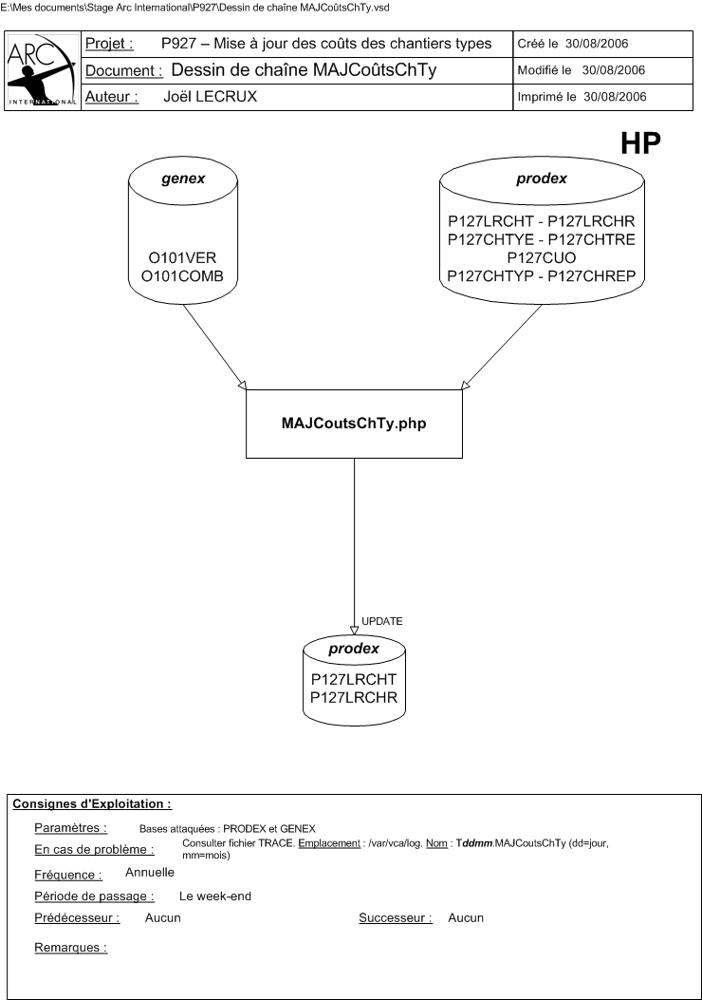 E:\Mes documents\Stage Arc International\P927\Dessin de chaîne MAJCoûtsChTy.vsd
ARC
INTERNATIONAL
Projet : P927 – Mise à jour des coûts des chantiers types
Créé le 30/08/2006
Document : Dessin de chaîne MAJCoûtsChTy
Modifié le 30/08/2006
Auteur : Joël LECRUX
Imprimé le 30/08/2006
HP
genex
O101VER
O101COMB
prodex
P127LRCHT - P127LRCHR
P127CHTYE - P127CHTRE
P127CUO
P127CHTYP - P127CHREP
MAJCoutsChTy.php
UPDATE
prodex
P127LRCHT
P127LRCHR
Consignes d'Exploitation :
Paramètres : Bases attaquées : PRODEX et GENEX
En cas de problème : Consulter fichier TRACE. Emplacement : /var/vca/log. Nom : Tddmm.MAJCoutsChTy (dd=jour,
mm=mois)
Fréquence : Annuelle
Période de passage : Le week-end
Prédécesseur : Aucun Successeur : Aucun
Remarques :